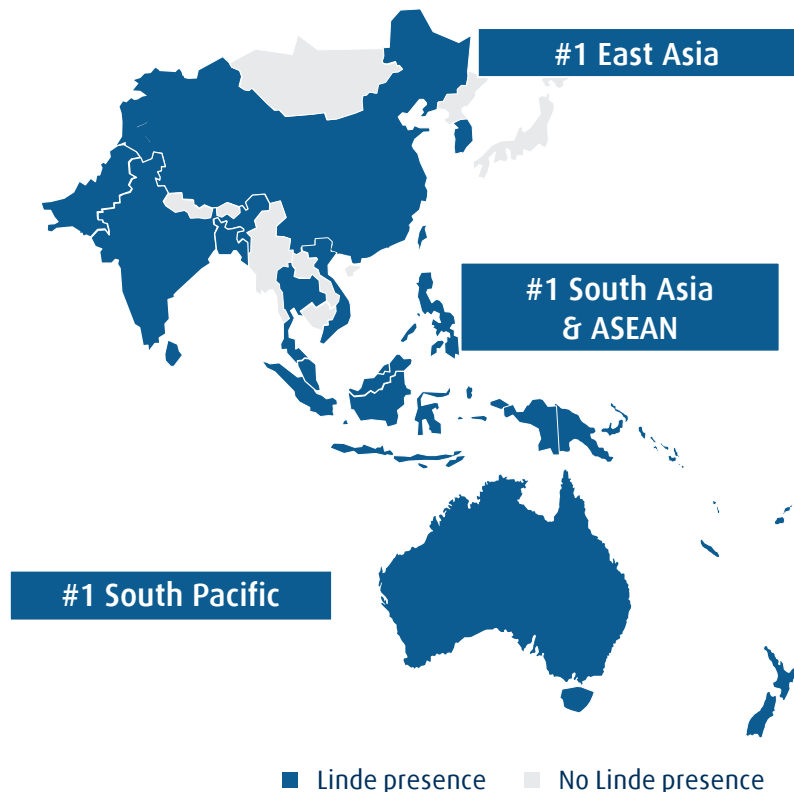 #1 East Asia
#1 South Asia
& ASEAN
#1 South Pacific
Linde presence
No Linde presence